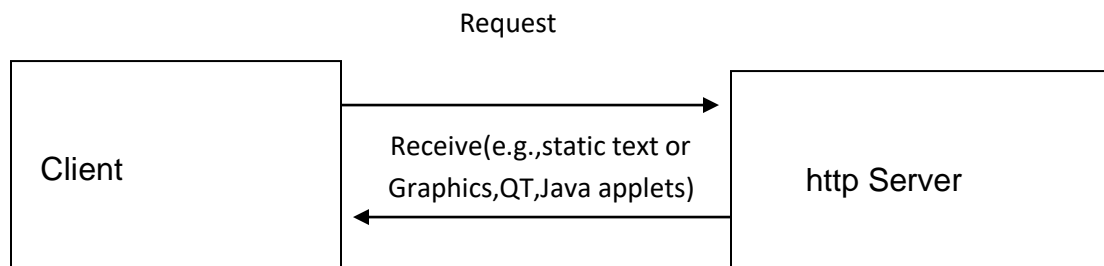 Request
Client
Receive(e.g.,static text or
Graphics,QT,Java applets)
http Server